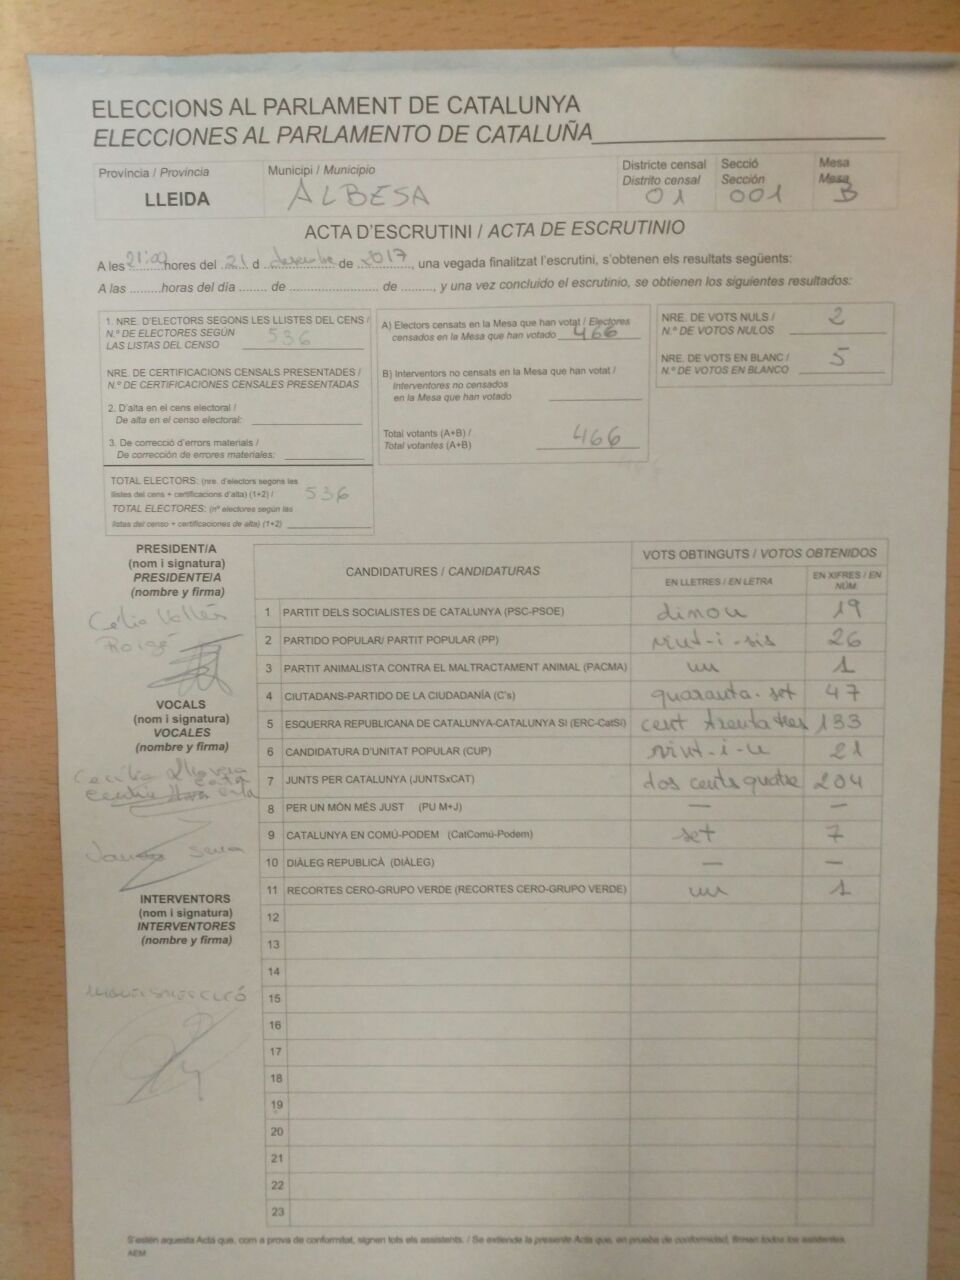 ELECCIONS AL PARLAMENT DE CATALUNYA
ELECCIONES AL PARLAMENTO DE CATALUÑA
Província / Provincia
LLEIDA
Municipi / Municipio
ALBESA
Districte censal
Distrito censal
01
Secció
Sección
001
Mesa
Mesa
B
ACTA D'ESCRUTINI / ACTA DE ESCRUTINIO
A les 21:00 hores del 21 d desembre de 2017, una vegada finalitzat l'escrutini, s'obtenen els resultats següents:
A las .........horas del día ........ de ............................ de ........., y una vez concluido el escrutinio, se obtienen los siguientes resultados:
1. NRE. D'ELECTORS SEGONS LES LLISTES DEL CENS /
N.º DE ELECTORES SEGÚN
LAS LISTAS DEL CENSO 536
NRE. DE CERTIFICACIONS CENSALS PRESENTADES /
N.º DE CERTIFICACIONES CENSALES PRESENTADAS
2. D'alta en el cens electoral /
De alta en el censo electoral:
3. De correcció d'errors materials /
De corrección de errores materiales:
TOTAL ELECTORS: (nre. d'electors segons les
llistes del cens + certificacions d'alta) (1+2) / 536
TOTAL ELECTORES: (nº electores según las
listas del censo + certificaciones de alta) (1+2)
A) Electors censats en la Mesa que han votat / Electores
censados en la Mesa que han votado 466
B) Interventors no censats en la Mesa que han votat /
Interventores no censados
en la Mesa que han votado
Total votants (A+B) /
Total votantes (A+B) 466
NRE. DE VOTS NULS /
N.º DE VOTOS NULOS 2
NRE. DE VOTS EN BLANC /
N.º DE VOTOS EN BLANCO 5
PRESIDENT/A
(nom i signatura)
PRESIDENTE/A
(nombre y firma)
VOCALS
(nom i signatura)
VOCALES
(nombre y firma)
INTERVENTORS
(nom i signatura)
INTERVENTORES
(nombre y firma)
CANDIDATURES / CANDIDATURAS
VOTS OBTINGUTS / VOTOS OBTENIDOS
EN LLETRES / EN LETRA
EN XIFRES / EN
NÚM.
1 PARTIT DELS SOCIALISTES DE CATALUNYA (PSC-PSOE) dinou 19
2 PARTIDO POPULAR/ PARTIT POPULAR (PP) vint-i-sis 26
3 PARTIT ANIMALISTA CONTRA EL MALTRACTAMENT ANIMAL (PACMA) un 1
4 CIUTADANS-PARTIDO DE LA CIUDADANÍA (C's) quaranta-set 47
5 ESQUERRA REPUBLICANA DE CATALUNYA-CATALUNYA SÍ (ERC-CatSí) cent trenta tres 133
6 CANDIDATURA D'UNITAT POPULAR (CUP) vint-i-u 21
7 JUNTS PER CATALUNYA (JUNTSxCAT) dos cents quatre 204
8 PER UN MÓN MÉS JUST (PU M+J) — —
9 CATALUNYA EN COMÚ-PODEM (CatComú-Podem) set 7
10 DIÀLEG REPUBLICÀ (DIÀLEG) — —
11 RECORTES CERO-GRUPO VERDE (RECORTES CERO-GRUPO VERDE) un 1
12
13
14
15
16
17
18
19
20
21
22
23
S'estén aquesta Acta que, com a prova de conformitat, signen tots els assistents. / Se extiende la presente Acta que, en prueba de conformidad, firman todos los asistentes.
AEM